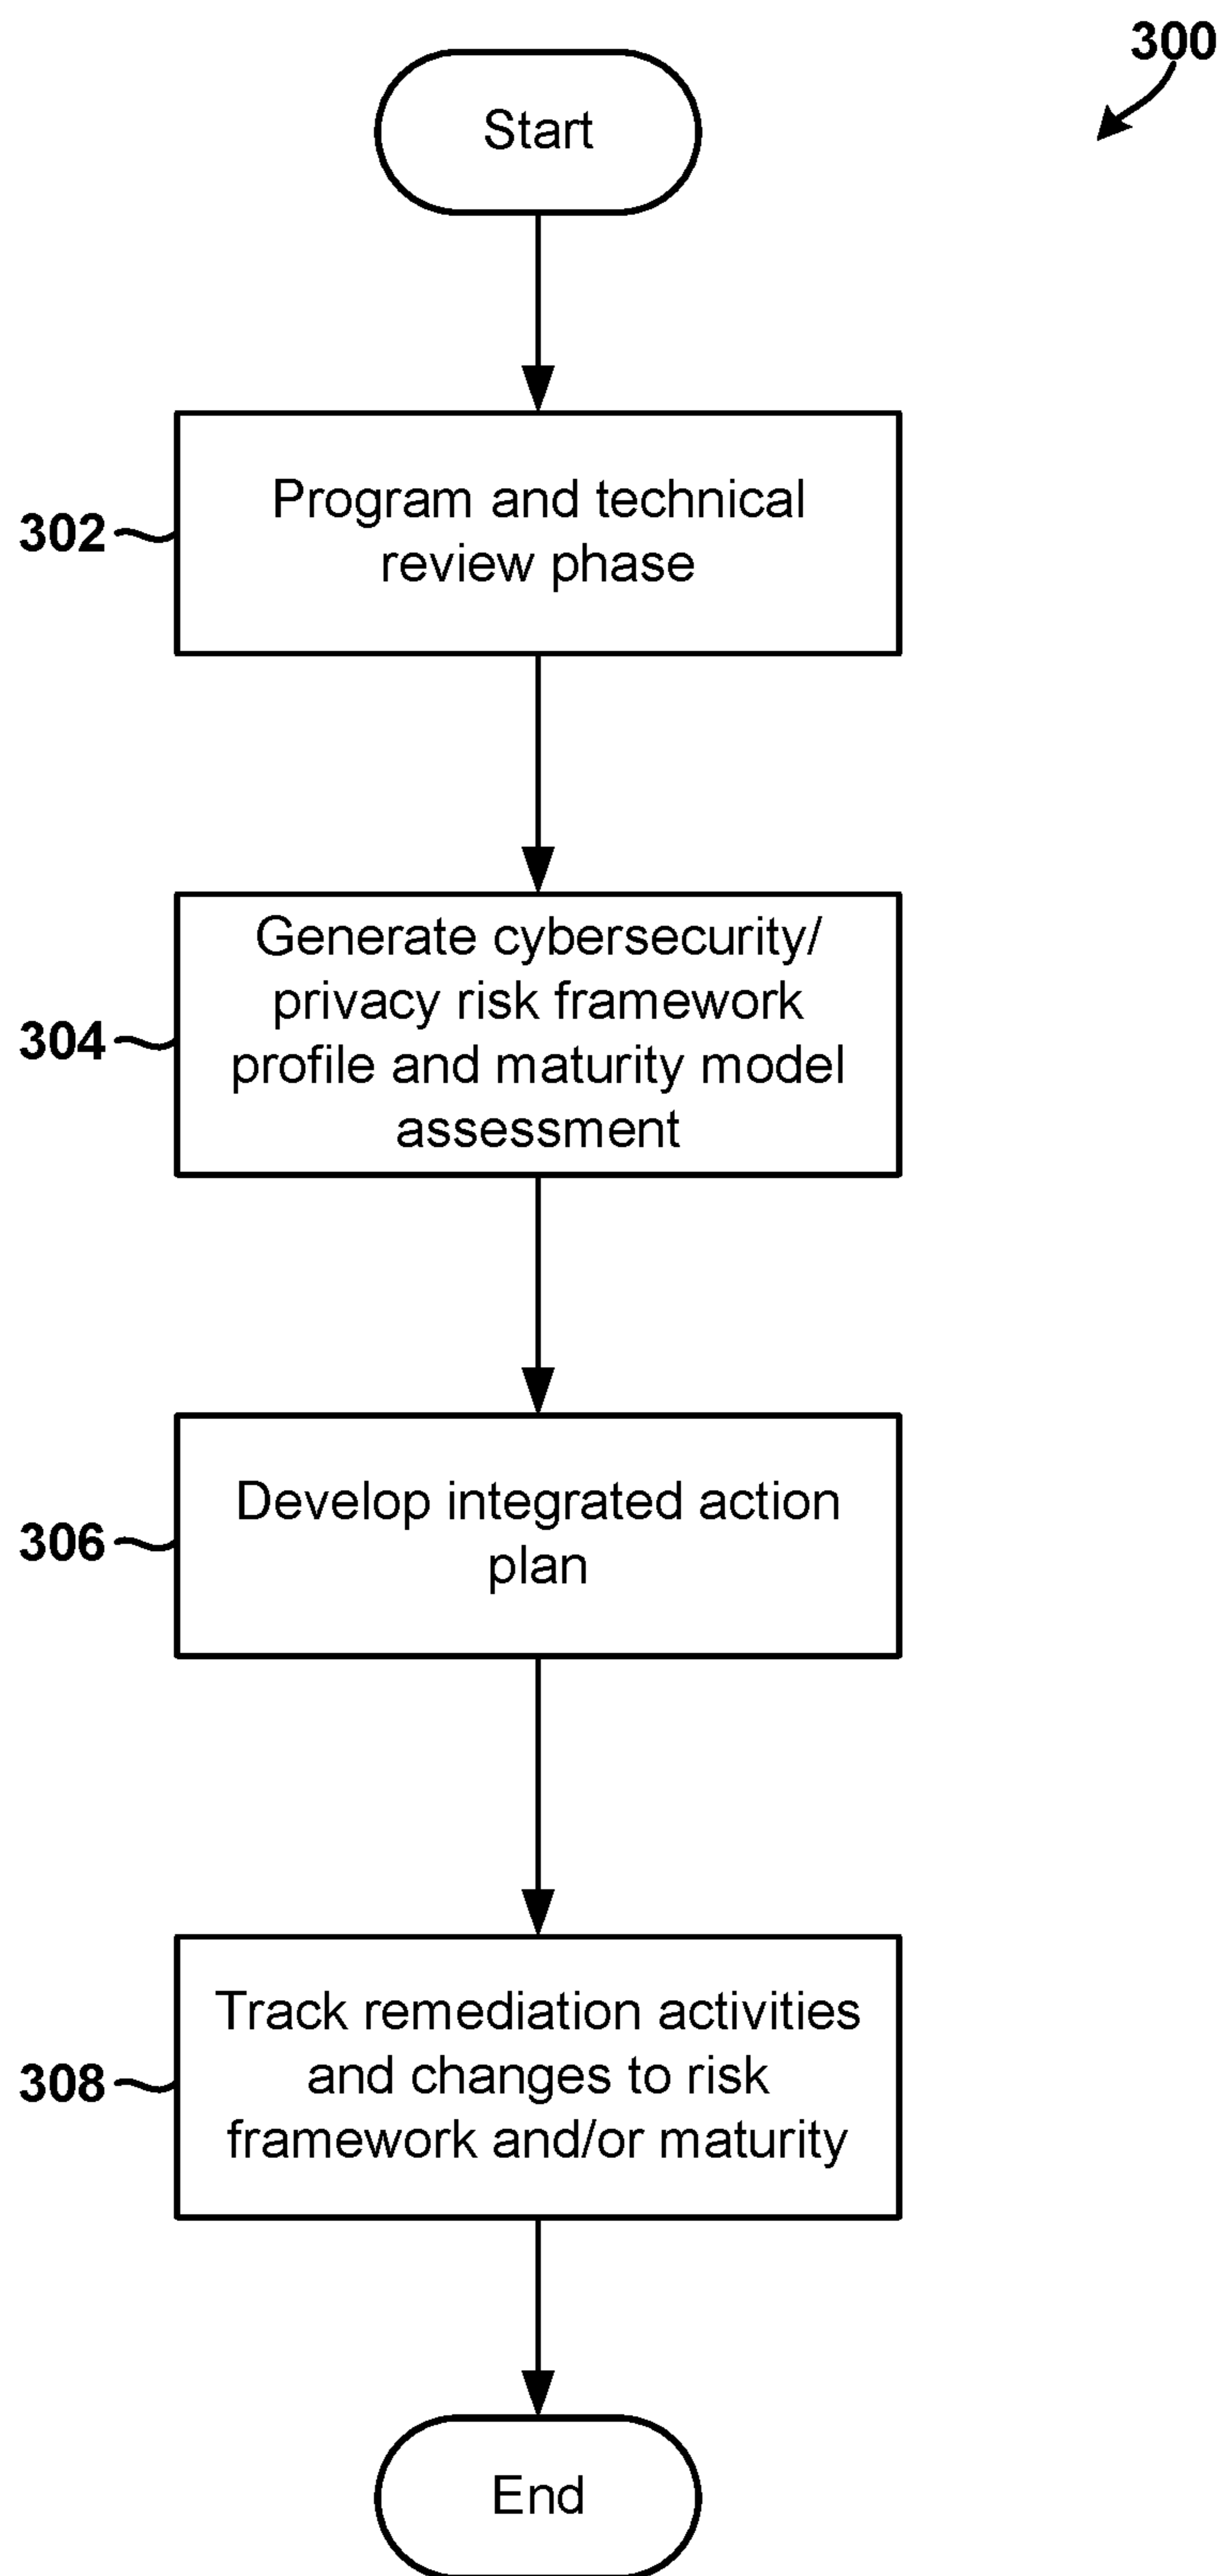 300
Start
302
Program and technical
review phase
304
Generate cybersecurity/
privacy risk framework
profile and maturity model
assessment
306
Develop integrated action
plan
308
Track remediation activities
and changes to risk
framework and/or maturity
End